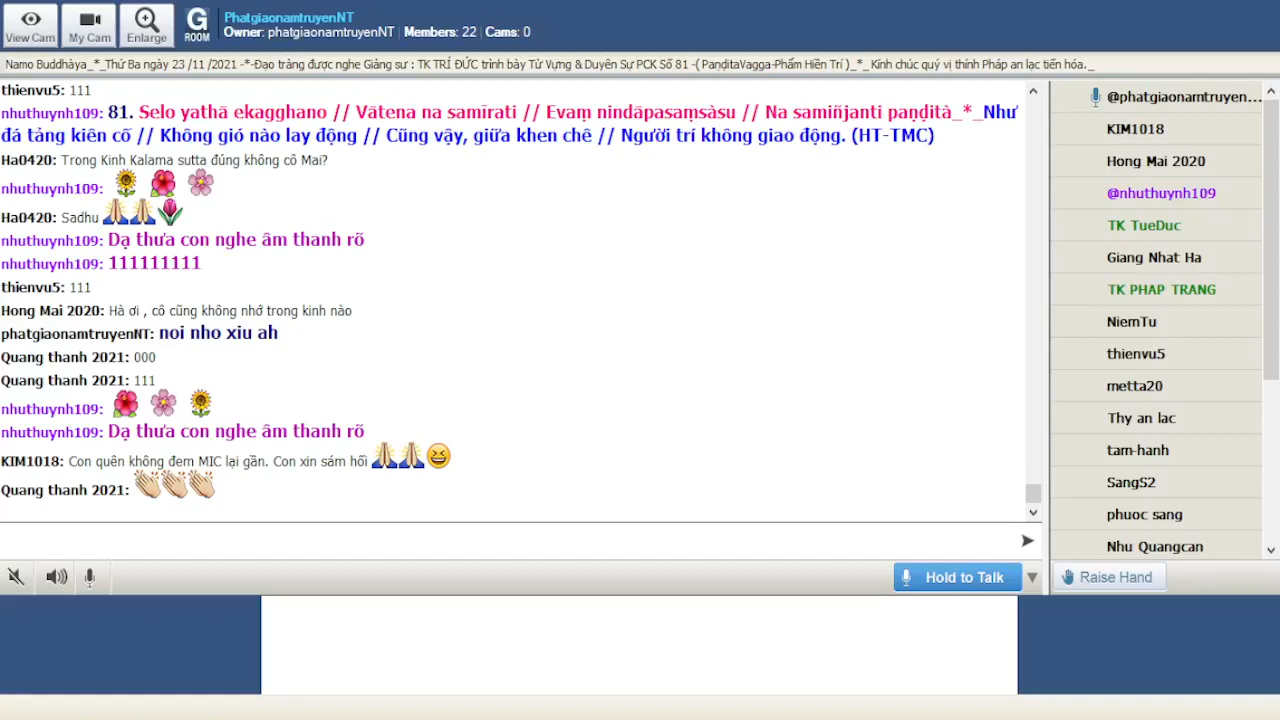 View Cam
My Cam
Enlarge
G
ROOM
PhatgiaonamtruyenNT
Owner: phatgiaonamtruyenNT | Members: 22 | Cams: 0
Namo Buddhàya_*_Thứ Ba ngày 23 /11 /2021 -*-Đạo tràng được nghe Giảng sư : TK TRÍ ĐỨC trình bày Từ Vựng & Duyên Sự PCK Số 81 -( PaṇḍitaVagga-Phẩm Hiền Trí )_*_ Kính chúc quý vị thính Pháp an lạc tiến hóa._
thienvu5: 111
nhuthuynh109: 81. Selo yathā ekagghano // Vātena na samīrati // Evaṃ nindāpasaṃsàsu // Na samiñjanti paṇḍità_*_Như
đá tảng kiên cố // Không gió nào lay động // Cũng vậy, giữa khen chê // Người trí không giao động. (HT-TMC)
Ha0420: Trong Kinh Kalama sutta đúng không cô Mai?
nhuthuynh109:
Ha0420: Sadhu
nhuthuynh109: Dạ thưa con nghe âm thanh rõ
nhuthuynh109: 111111111
thienvu5: 111
Hong Mai 2020: Hà ơi , cô cũng không nhớ trong kinh nào
phatgiaonamtruyenNT: noi nho xiu ah
Quang thanh 2021: 000
Quang thanh 2021: 111
nhuthuynh109:
nhuthuynh109: Dạ thưa con nghe âm thanh rõ
KIM1018: Con quên không đem MIC lại gần. Con xin sám hối
Quang thanh 2021:
Hold to Talk
@phatgiaonamtruyen...
KIM1018
Hong Mai 2020
@nhuthuynh109
TK TueDuc
Giang Nhat Ha
TK PHAP TRANG
NiemTu
thienvu5
metta20
Thy an lac
tam-hanh
SangS2
phuoc sang
Nhu Quangcan
Raise Hand